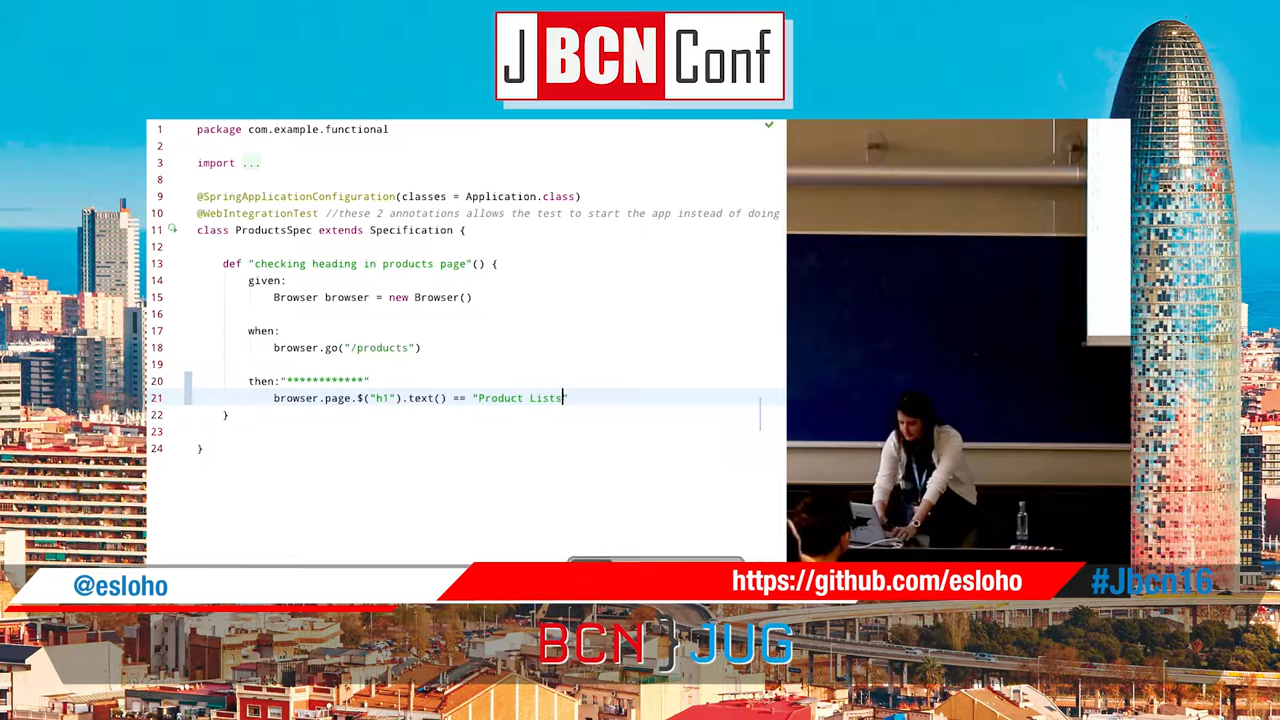 J BCN Conf
1 package com.example.functional
2
3 import ...
8
9 @SpringApplicationConfiguration(classes = Application.class)
10 @WebIntegrationTest //these 2 annotations allows the test to start the app instead of doing
11 class ProductsSpec extends Specification {
12
13 def "checking heading in products page"() {
14 given:
15 Browser browser = new Browser()
16
17 when:
18 browser.go("/products")
19
20 then:"************"
21 browser.page.$("h1").text() == "Product Lists"
22 }
23
24 }
@esloho
https://github.com/esloho
#Jbcn16
BCN } JUG